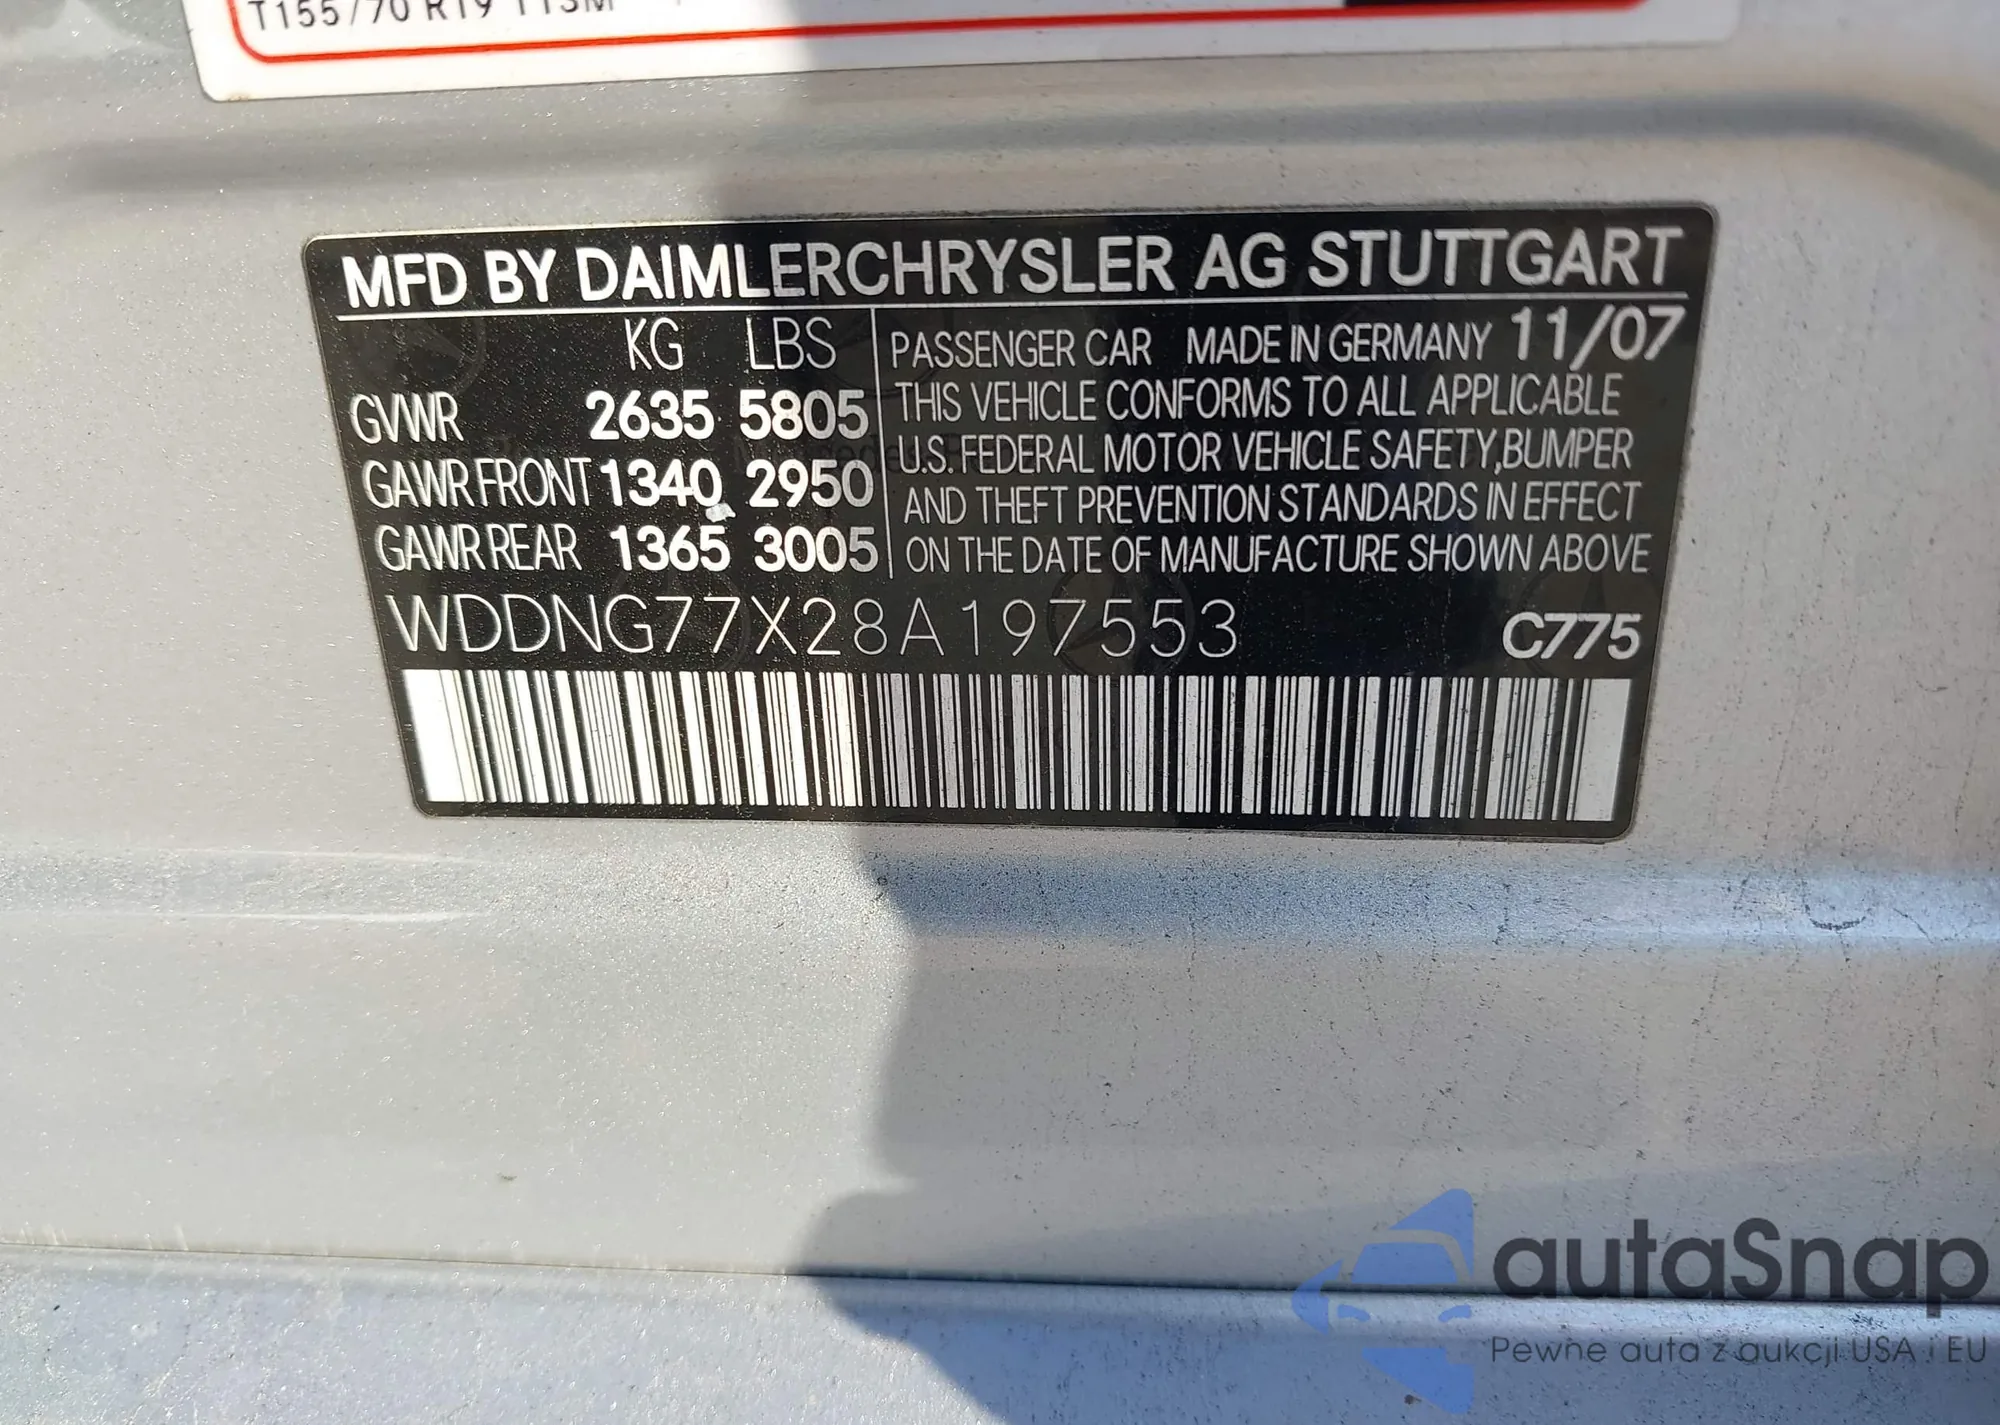 T155/70 R19 113M
MFD BY DAIMLERCHRYSLER AG STUTTGART
KG LBS
GVWR 2635 5805
GAWR FRONT 1340 2950
GAWR REAR 1365 3005
PASSENGER CAR MADE IN GERMANY 11/07
THIS VEHICLE CONFORMS TO ALL APPLICABLE
U.S. FEDERAL MOTOR VEHICLE SAFETY, BUMPER
AND THEFT PREVENTION STANDARDS IN EFFECT
ON THE DATE OF MANUFACTURE SHOWN ABOVE
WDDNG77X28A197553 C775
autaSnap
Pewne auta z aukcji USA i EU